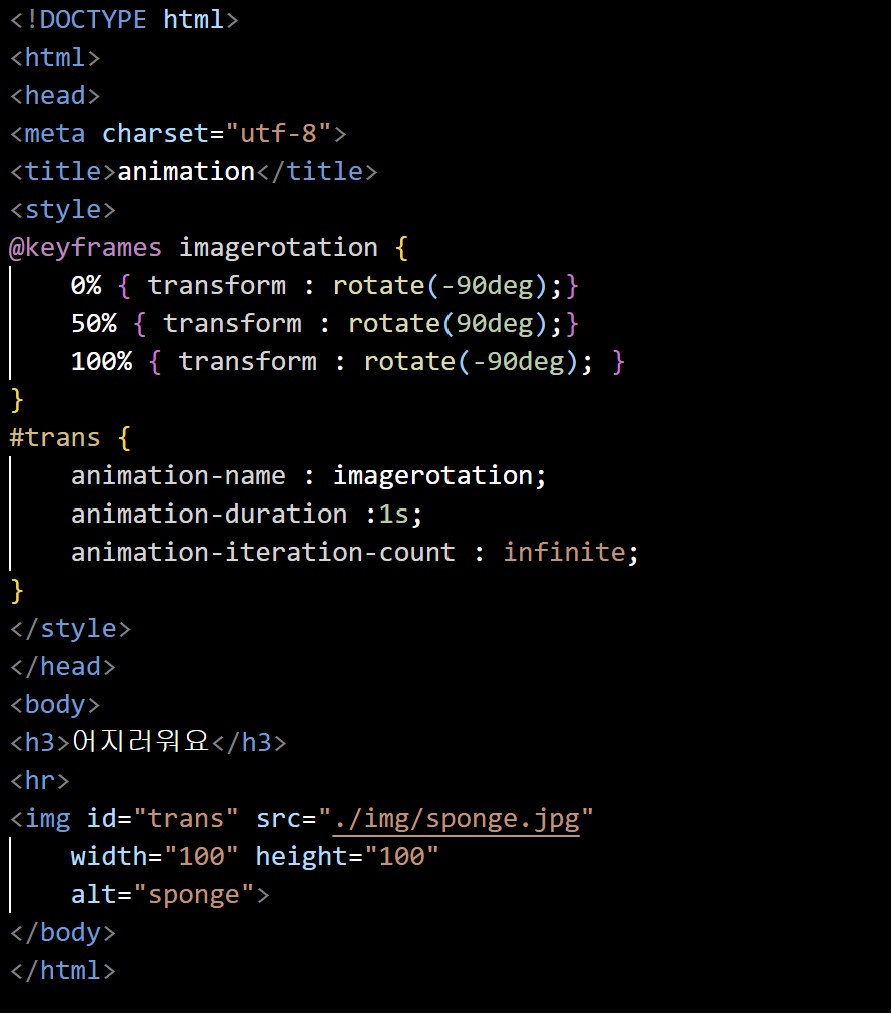 <!DOCTYPE html>
<html>
<head>
<meta charset="utf-8">
<title>animation</title>
<style>
@keyframes imagerotation {
    0% { transform : rotate(-90deg);}
    50% { transform : rotate(90deg);}
    100% { transform : rotate(-90deg); }
}
#trans {
    animation-name : imagerotation;
    animation-duration :1s;
    animation-iteration-count : infinite;
}
</style>
</head>
<body>
<h3>어지러워요</h3>
<hr>
<img id="trans" src="./img/sponge.jpg"
    width="100" height="100"
    alt="sponge">
</body>
</html>